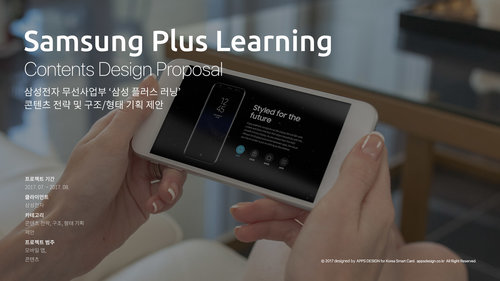 Samsung Plus Learning
Contents Design Proposal
삼성전자 무선사업부 ‘삼성 플러스 러닝’
콘텐츠 전략 및 구조/형태 기획 제안
Styled for the
future
프로젝트 기간
2017. 07. ~ 2017. 08.
클라이언트
삼성전자
카테고리
콘텐츠 전략, 구조, 형태 기획
제안
프로젝트 범주
모바일 앱,
콘텐츠
© 2017 designed by APPS DESIGN for Korea Smart Card. appsdesign.co.kr All Right Reserved.